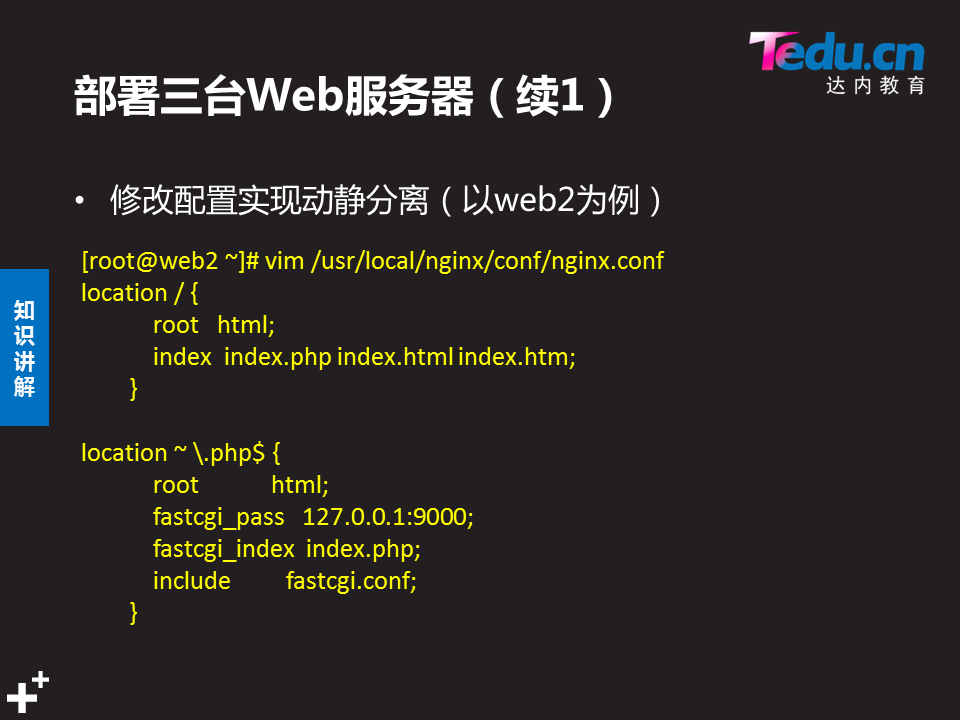 Tedu.cn
达内教育
部署三台Web服务器（续1）
• 修改配置实现动静分离（以web2为例）
[root@web2 ~]# vim /usr/local/nginx/conf/nginx.conf
location / {
root html;
index index.php index.html index.htm;
}
location ~ \.php$ {
root html;
fastcgi_pass 127.0.0.1:9000;
fastcgi_index index.php;
include fastcgi.conf;
}
知识讲解